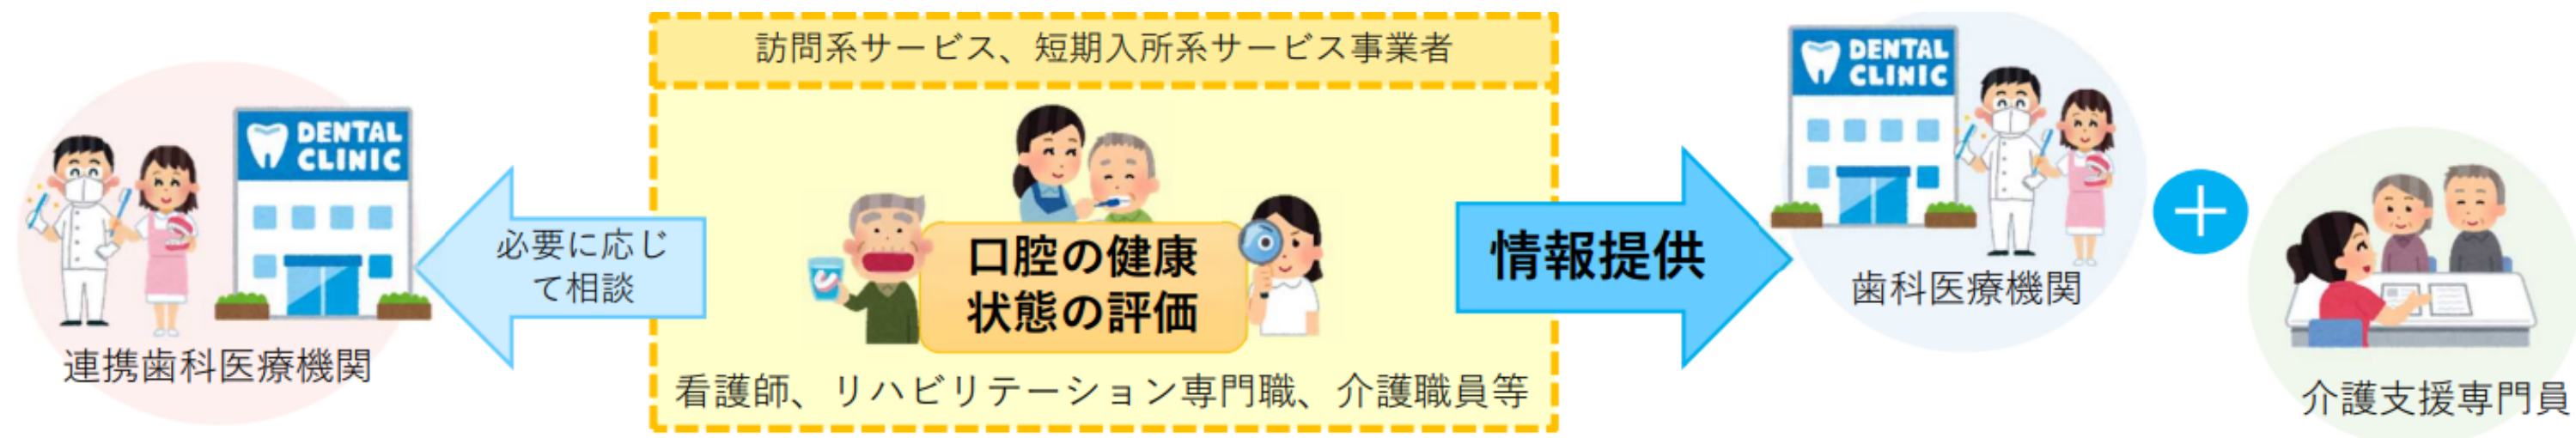 訪問系サービス、短期入所系サービス事業者
DENTAL
CLINIC
必要に応じ
て相談
連携歯科医療機関
口腔の健康
状態の評価
看護師、リハビリテーション専門職、介護職員等
情報提供
DENTAL
CLINIC
歯科医療機関
+
介護支援専門員